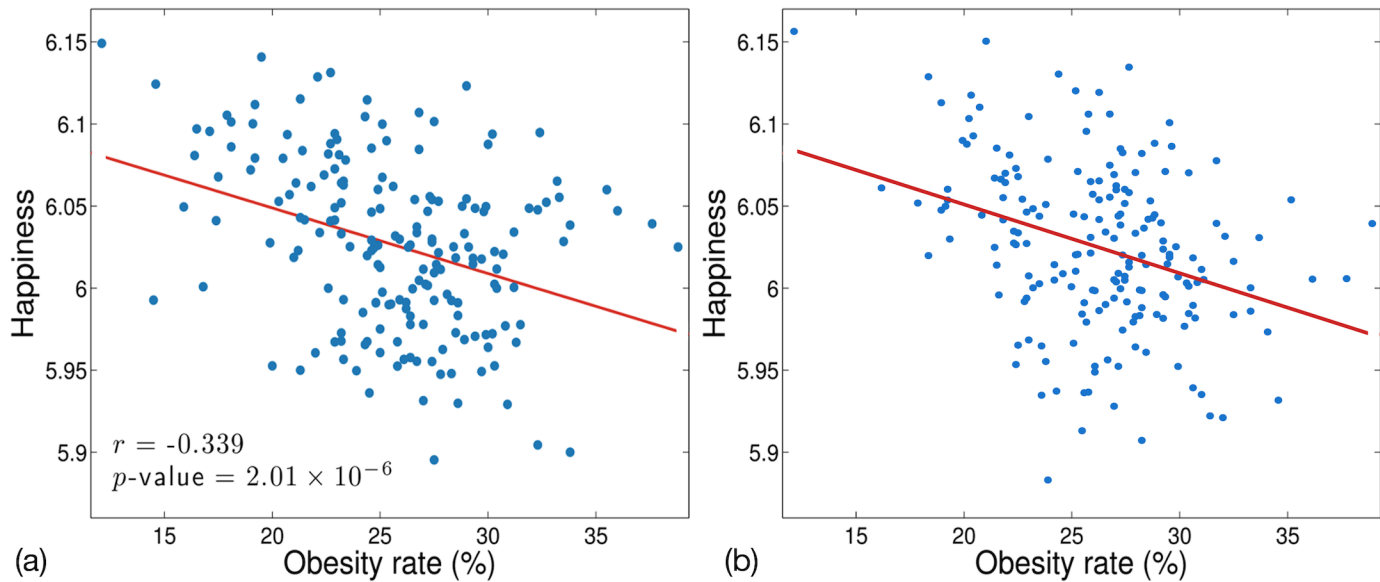 6.15
6.1
6.05
6
5.95
5.9
Happiness
r = -0.339
p-value = 2.01 × 10⁻⁶
15 20 25 30 35
Obesity rate (%)
(a)
6.15
6.1
6.05
6
5.95
5.9
Happiness
15 20 25 30 35
Obesity rate (%)
(b)